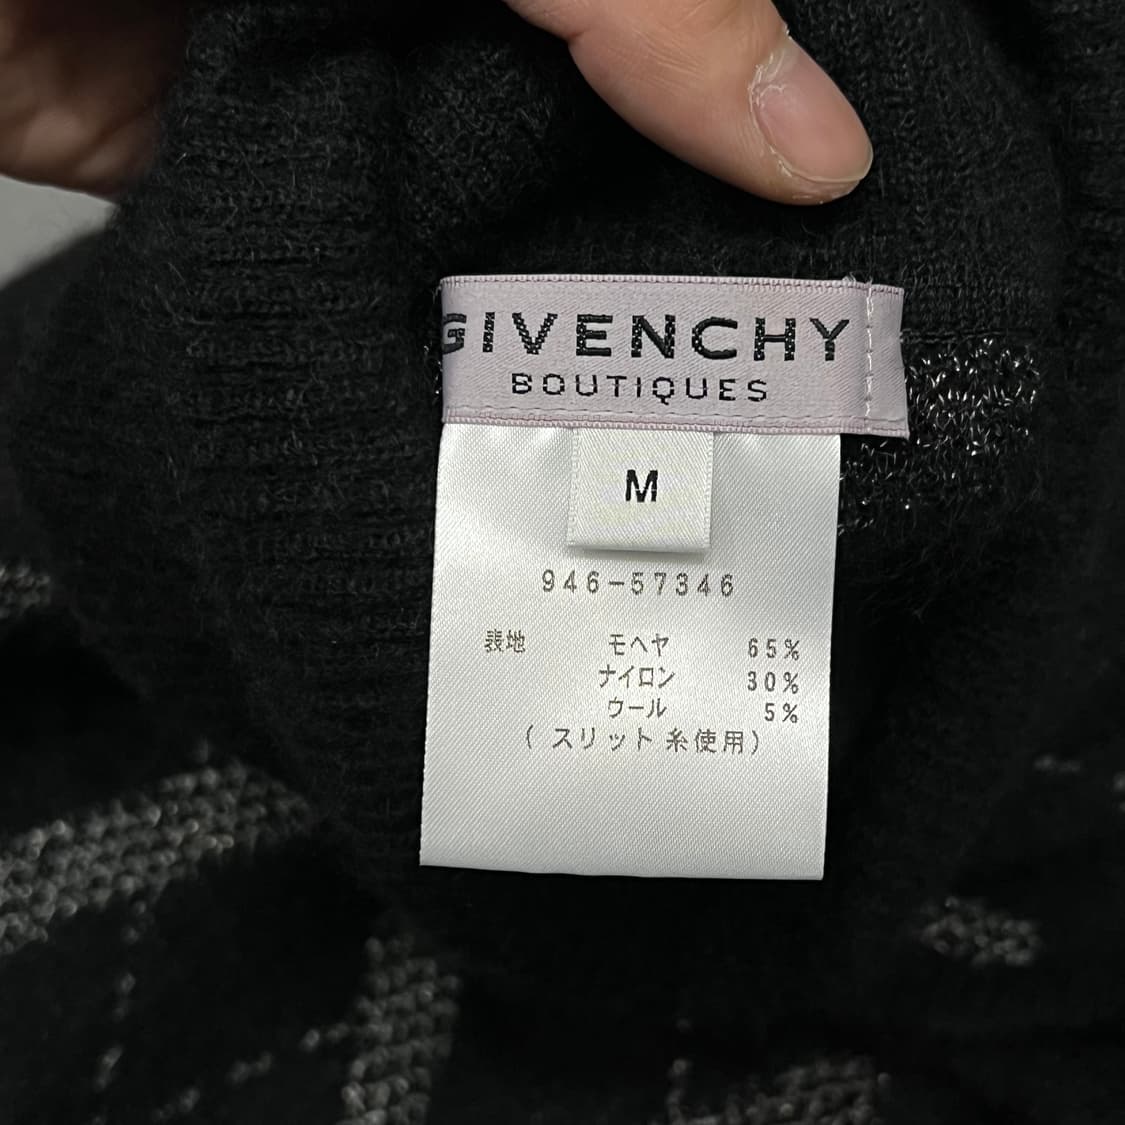 GIVENCHY
BOUTIQUES
M
946-57346
表地 モヘヤ 65%
ナイロン 30%
ウール 5%
( スリット糸使用)